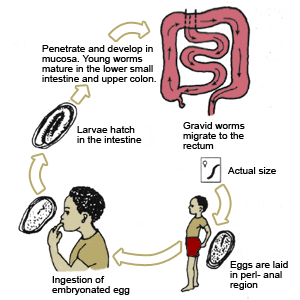 Penetrate and develop in
mucosa. Young worms
mature in the lower small
intestine and upper colon.
Larvae hatch
in the intestine
Gravid worms
migrate to the
rectum
Actual size
Eggs are laid
in perl- anal
region
Ingestion of
embryonated egg